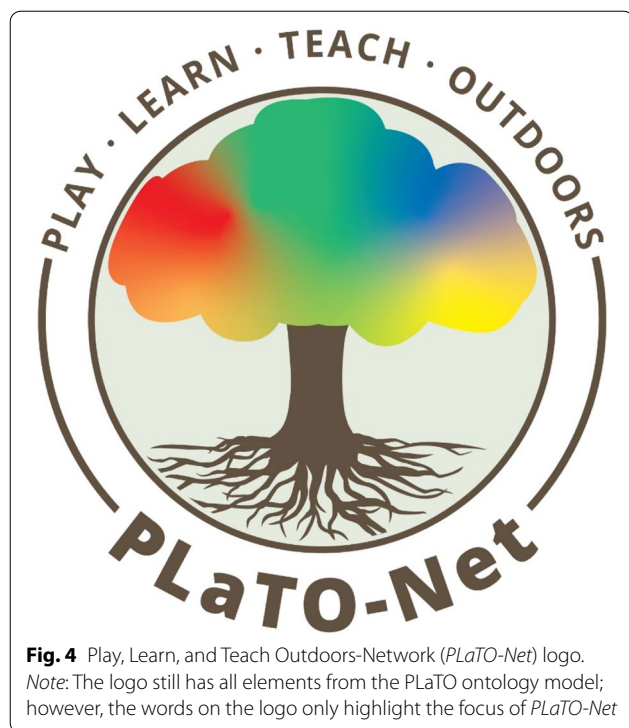 PLAY · LEARN · TEACH · OUTDOORS
PLaTO-Net
Fig. 4 Play, Learn, and Teach Outdoors-Network (PLaTO-Net) logo.
Note: The logo still has all elements from the PLaTO ontology model;
however, the words on the logo only highlight the focus of PLaTO-Net